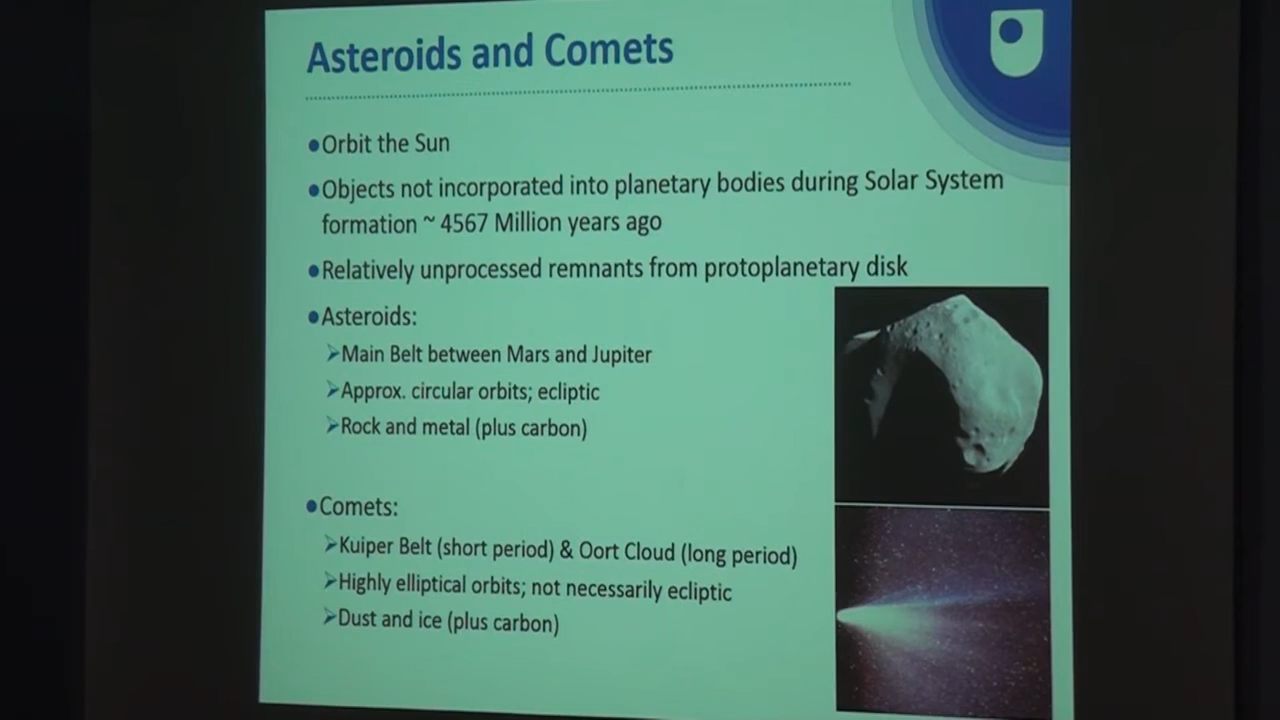 Asteroids and Comets
●Orbit the Sun
●Objects not incorporated into planetary bodies during Solar System
formation ~ 4567 Million years ago
●Relatively unprocessed remnants from protoplanetary disk
●Asteroids:
➢Main Belt between Mars and Jupiter
➢Approx. circular orbits; ecliptic
➢Rock and metal (plus carbon)
●Comets:
➢Kuiper Belt (short period) & Oort Cloud (long period)
➢Highly elliptical orbits; not necessarily ecliptic
➢Dust and ice (plus carbon)